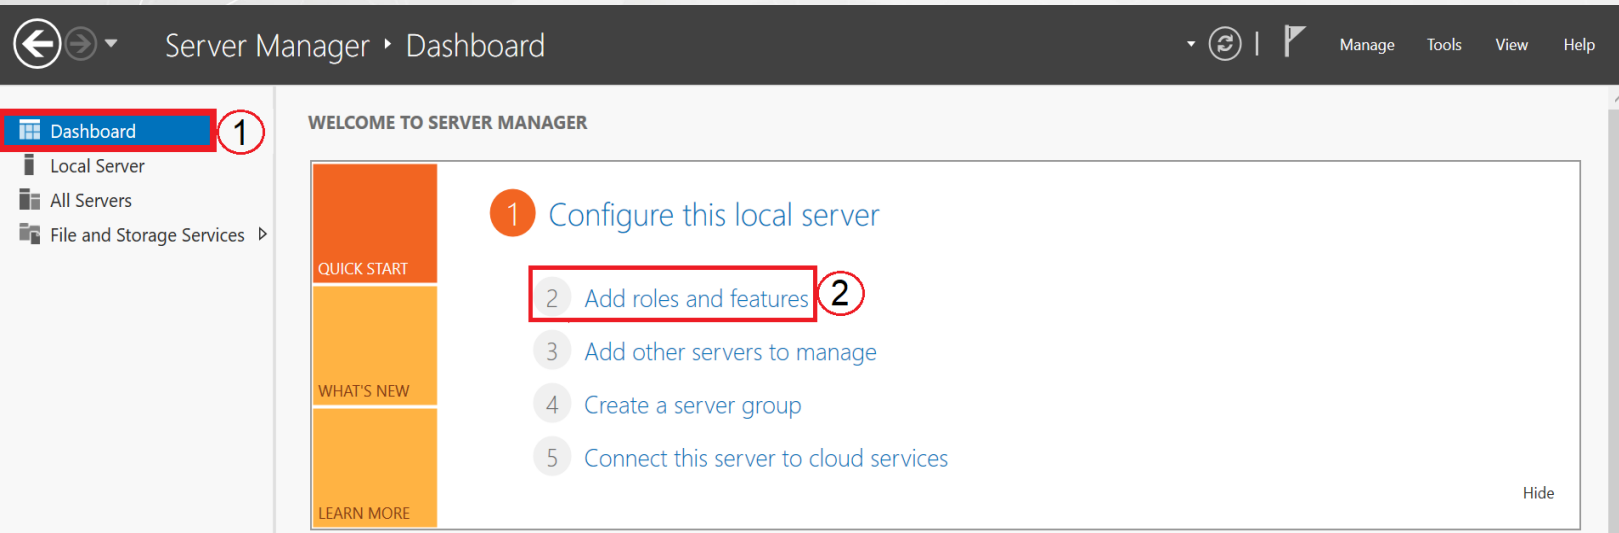 Server Manager ‣ Dashboard
Manage Tools View Help
Dashboard
1
Local Server
All Servers
File and Storage Services
WELCOME TO SERVER MANAGER
QUICK START
WHAT'S NEW
LEARN MORE
1 Configure this local server
2 Add roles and features
2
3 Add other servers to manage
4 Create a server group
5 Connect this server to cloud services
Hide